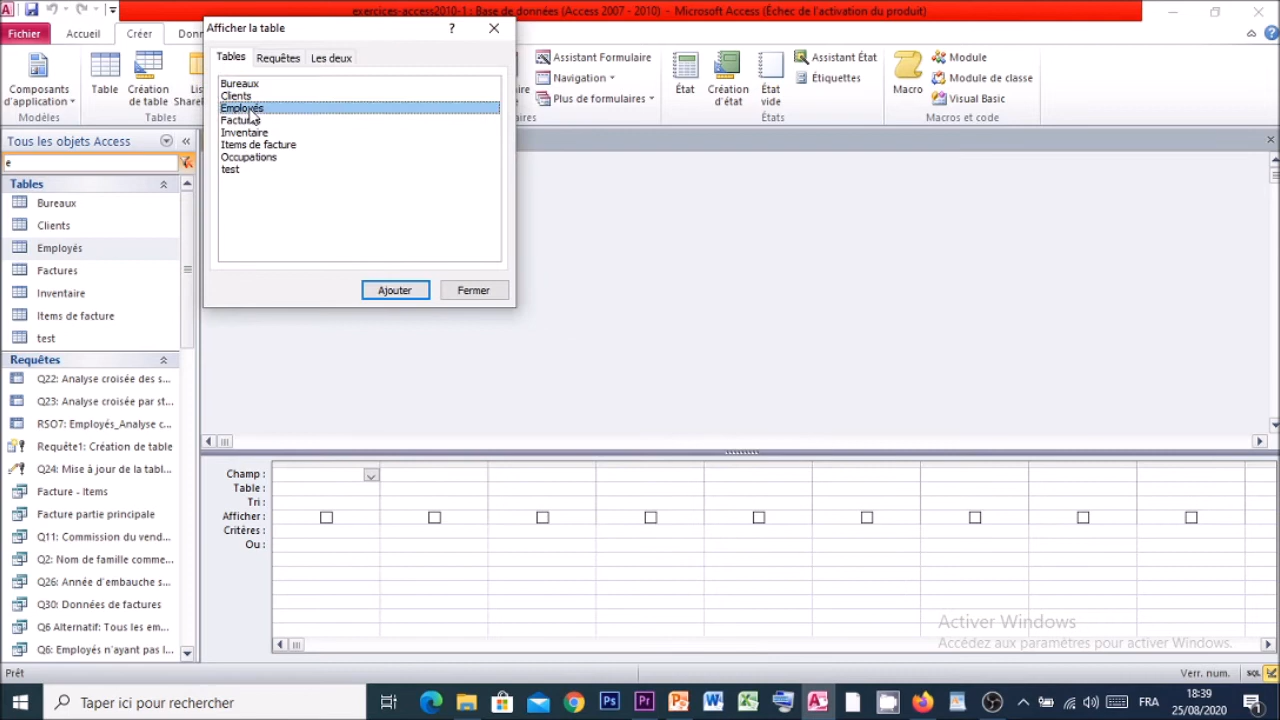 exercices-access2010-1 : Base de données (Access 2007 - 2010) - Microsoft Access (Échec de l'activation du produit)
Fichier
Accueil
Créer
Afficher la table
?
Tables
Requêtes
Les deux
Bureaux
Clients
Employés
Factures
Inventaire
Items de facture
Occupations
test
Ajouter
Fermer
Composants d'application
Modèles
Table
Création de table
Tables
Assistant Formulaire
Navigation
Plus de formulaires
État
Création d'état
État vide
Assistant État
Étiquettes
États
Macro
Module
Module de classe
Visual Basic
Macros et code
Tous les objets Access
e
Tables
Bureaux
Clients
Employés
Factures
Inventaire
Items de facture
test
Requêtes
Q22: Analyse croisée des s...
Q23: Analyse croisée par st...
RSO7: Employés_Analyse c...
Requête1: Création de table
Q24: Mise à jour de la tabl...
Facture - Items
Facture partie principale
Q11: Commission du vend...
Q2: Nom de famille comme...
Q26: Année d'embauche s...
Q30: Données de factures
Q6 Alternatif: Tous les em...
Q6: Employés n'ayant pas l...
Champ :
Table :
Tri :
Afficher :
Critères :
Ou :
Activer Windows
Accédez aux paramètres pour activer Windows.
Prêt
Verr. num.
SQL
Taper ici pour rechercher
FRA
18:39
25/08/2020